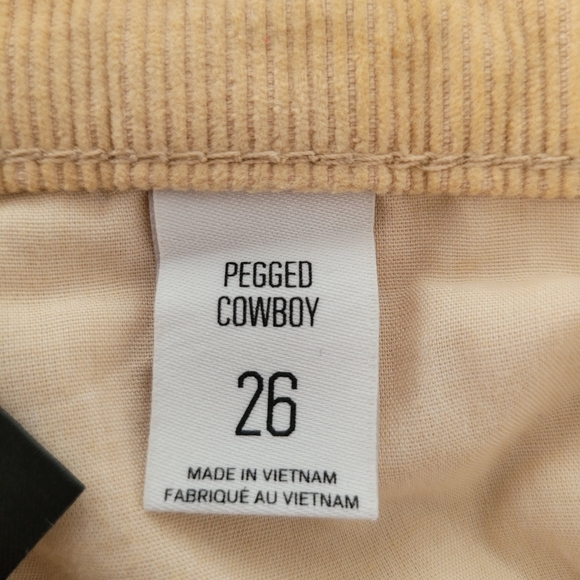 PEGGED
COWBOY
26
MADE IN VIETNAM
FABRIQUÉ AU VIETNAM